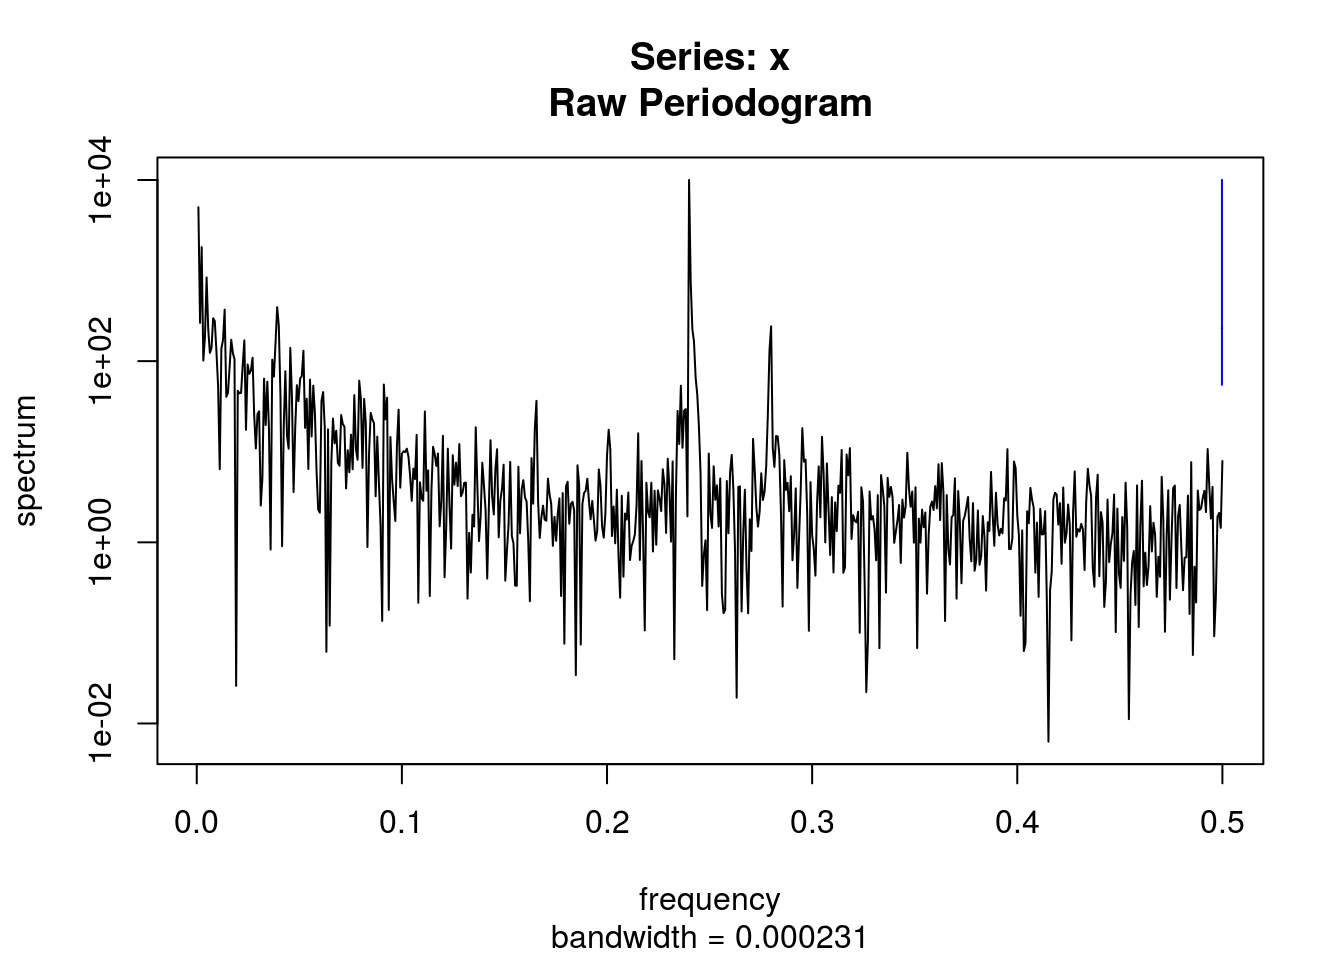 Series: x
Raw Periodogram
spectrum
1e+04
1e+02
1e+00
1e-02
0.0 0.1 0.2 0.3 0.4 0.5
frequency
bandwidth = 0.000231